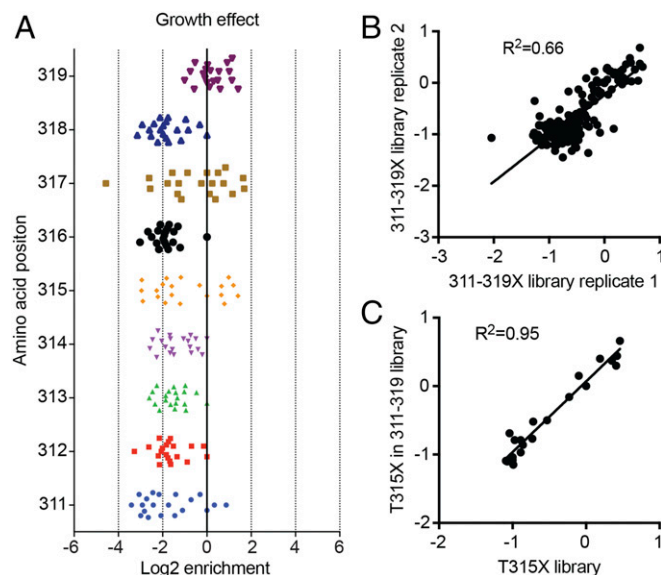 A
Growth effect
319
318
317
316
315
314
313
312
311
Amino acid positon
-6 -4 -2 0 2 4 6
Log2 enrichment
B
R²=0.66
1
0
-1
-2
-3
311-319X library replicate 2
-3 -2 -1 0 1
311-319X library replicate 1
C
R²=0.95
1
0
-1
-2
T315X in 311-319 library
-2 -1 0 1
T315X library